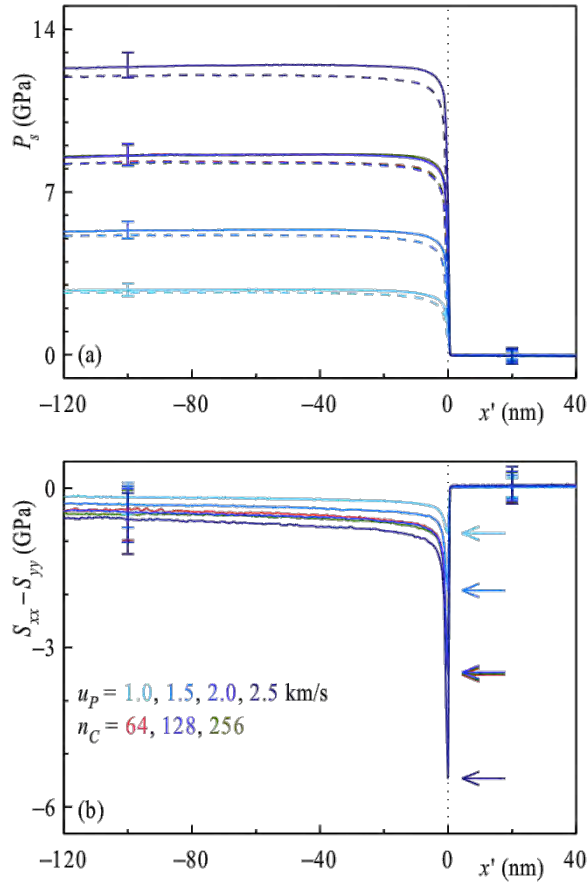 14
7
0
P_s (GPa)
(a)
−120 −80 −40 0 x' (nm) 40
0
−3
−6
S_xx − S_yy (GPa)
u_P = 1.0, 1.5, 2.0, 2.5 km/s
n_C = 64, 128, 256
(b)
−120 −80 −40 0 x' (nm) 40